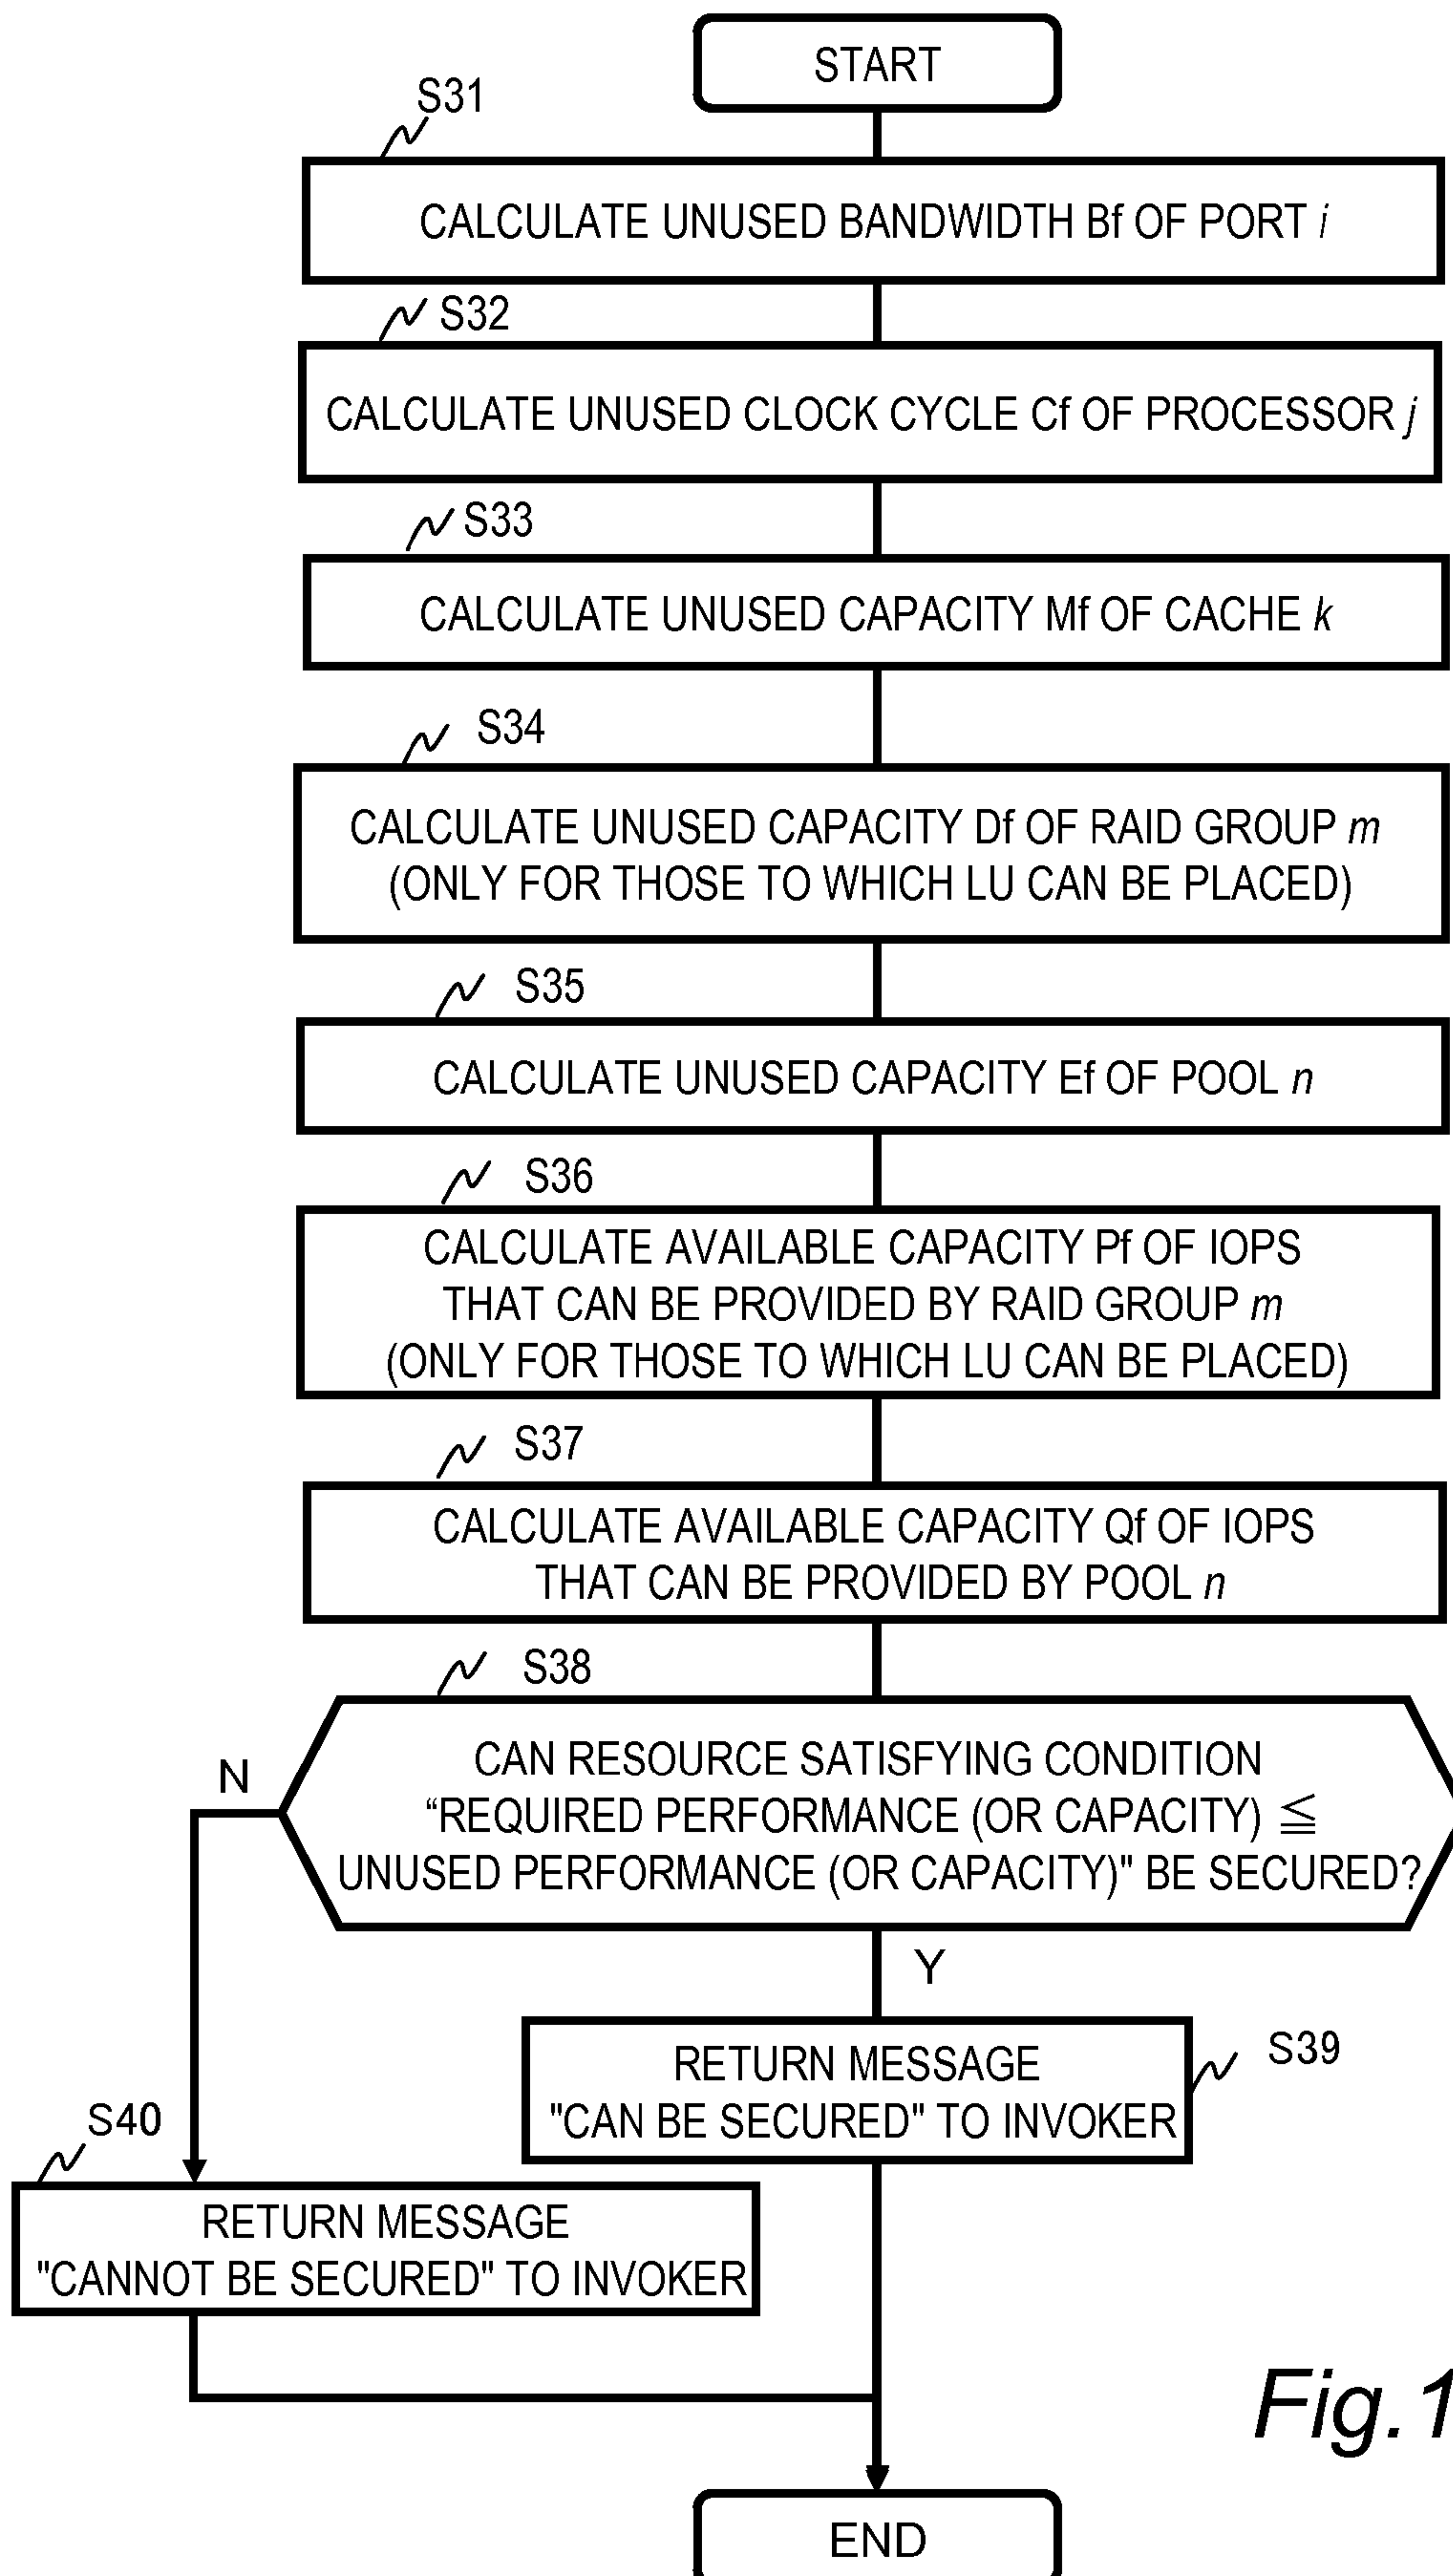 START
S31
CALCULATE UNUSED BANDWIDTH Bf OF PORT i
S32
CALCULATE UNUSED CLOCK CYCLE Cf OF PROCESSOR j
S33
CALCULATE UNUSED CAPACITY Mf OF CACHE k
S34
CALCULATE UNUSED CAPACITY Df OF RAID GROUP m
(ONLY FOR THOSE TO WHICH LU CAN BE PLACED)
S35
CALCULATE UNUSED CAPACITY Ef OF POOL n
S36
CALCULATE AVAILABLE CAPACITY Pf OF IOPS
THAT CAN BE PROVIDED BY RAID GROUP m
(ONLY FOR THOSE TO WHICH LU CAN BE PLACED)
S37
CALCULATE AVAILABLE CAPACITY Qf OF IOPS
THAT CAN BE PROVIDED BY POOL n
S38
CAN RESOURCE SATISFYING CONDITION
“REQUIRED PERFORMANCE (OR CAPACITY) ≦
UNUSED PERFORMANCE (OR CAPACITY)" BE SECURED?
N
Y
S39
RETURN MESSAGE
"CAN BE SECURED" TO INVOKER
S40
RETURN MESSAGE
"CANNOT BE SECURED" TO INVOKER
Fig.1
END